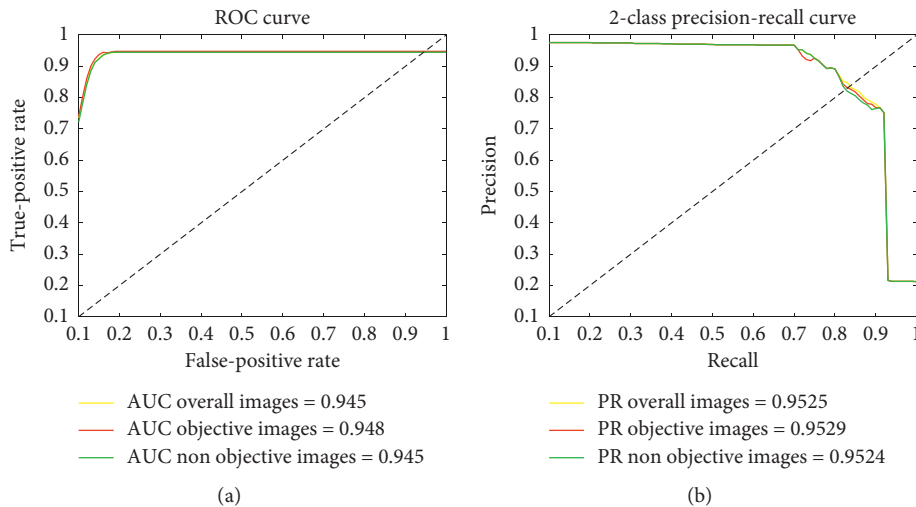 ROC curve
True-positive rate
1
0.9
0.8
0.7
0.6
0.5
0.4
0.3
0.2
0.1
0.1 0.2 0.3 0.4 0.5 0.6 0.7 0.8 0.9 1
False-positive rate
AUC overall images = 0.945
AUC objective images = 0.948
AUC non objective images = 0.945
(a)
2-class precision-recall curve
Precision
1
0.9
0.8
0.7
0.6
0.5
0.4
0.3
0.2
0.1
0.1 0.2 0.3 0.4 0.5 0.6 0.7 0.8 0.9 1
Recall
PR overall images = 0.9525
PR objective images = 0.9529
PR non objective images = 0.9524
(b)